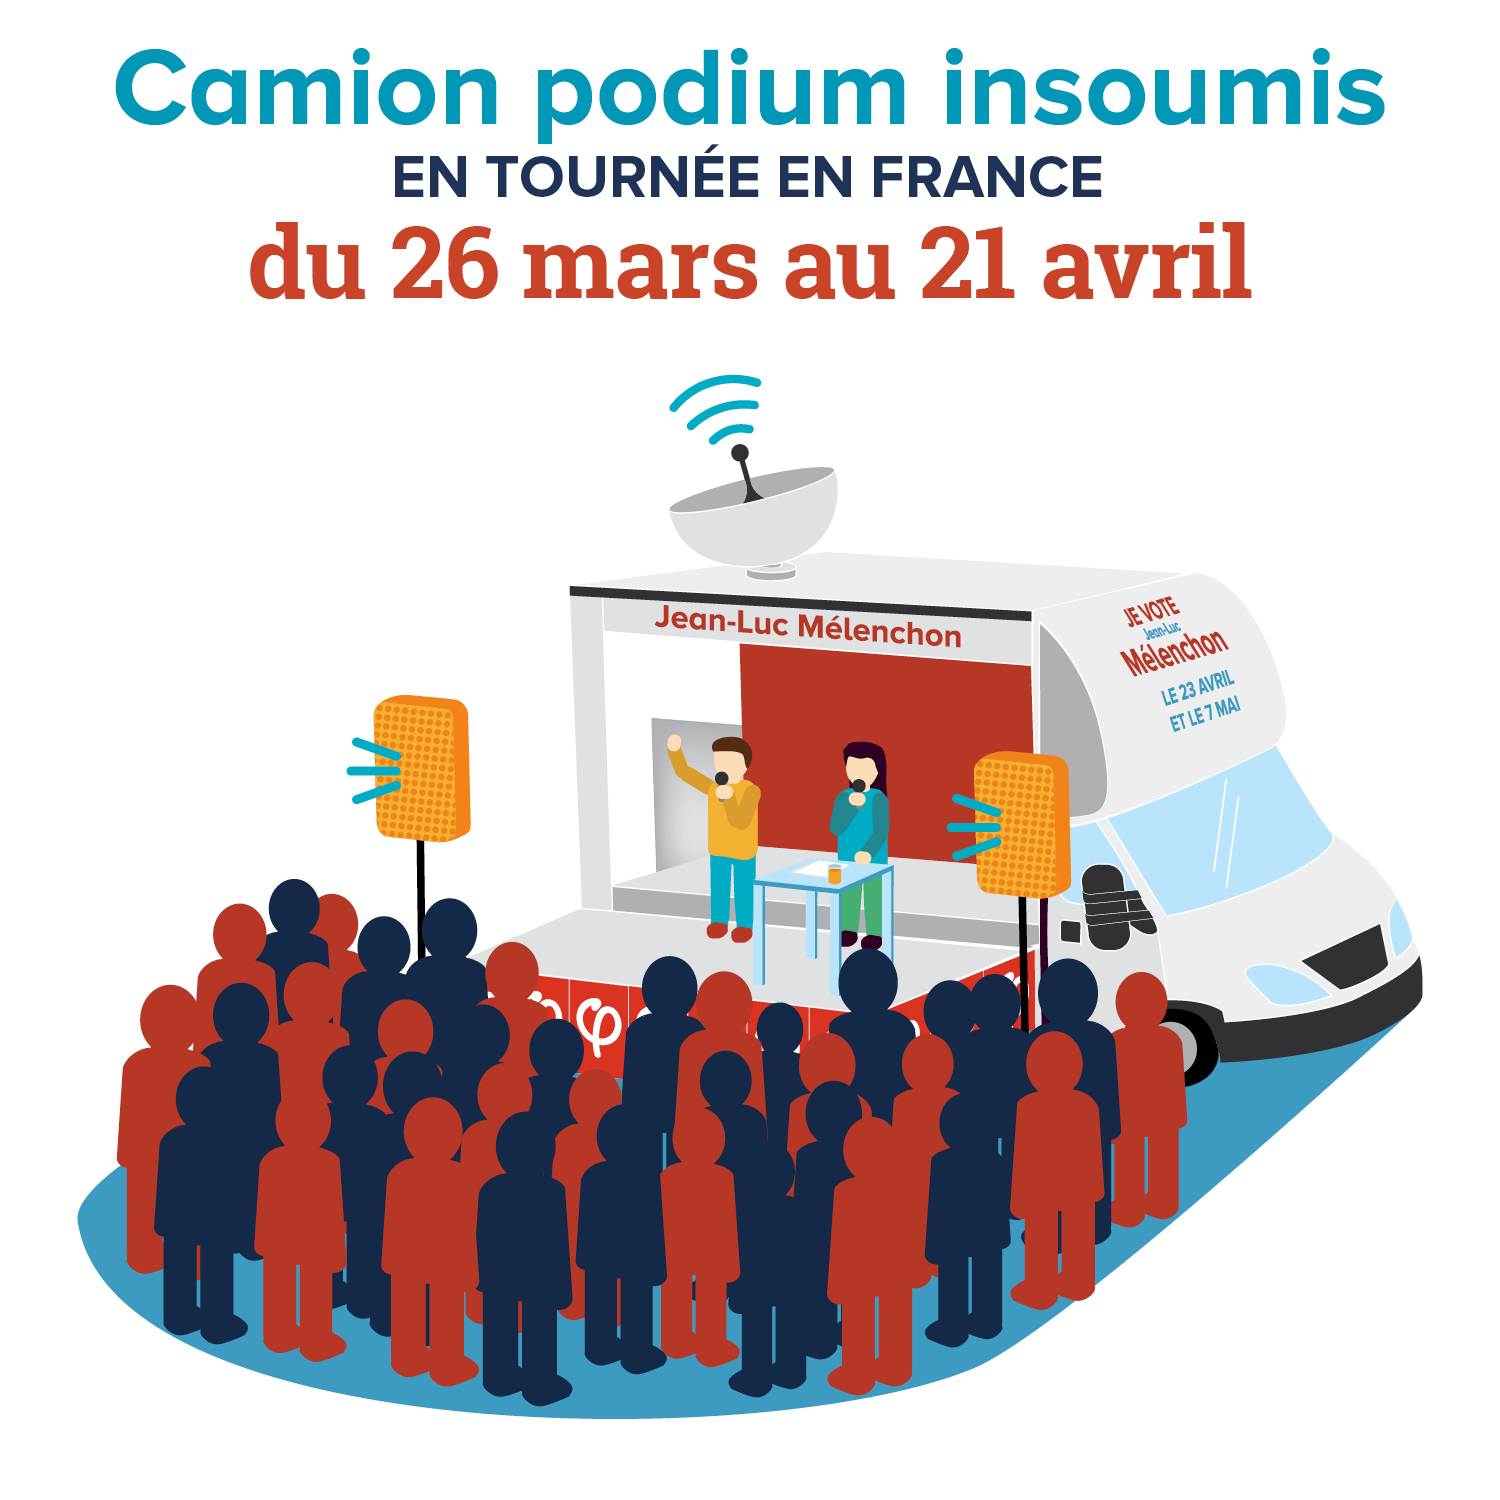 Camion podium insoumis
EN TOURNÉE EN FRANCE
du 26 mars au 21 avril
Jean-Luc Mélenchon
JE VOTE
Jean-Luc
Mélenchon
LE 23 AVRIL
ET LE 7 MAI